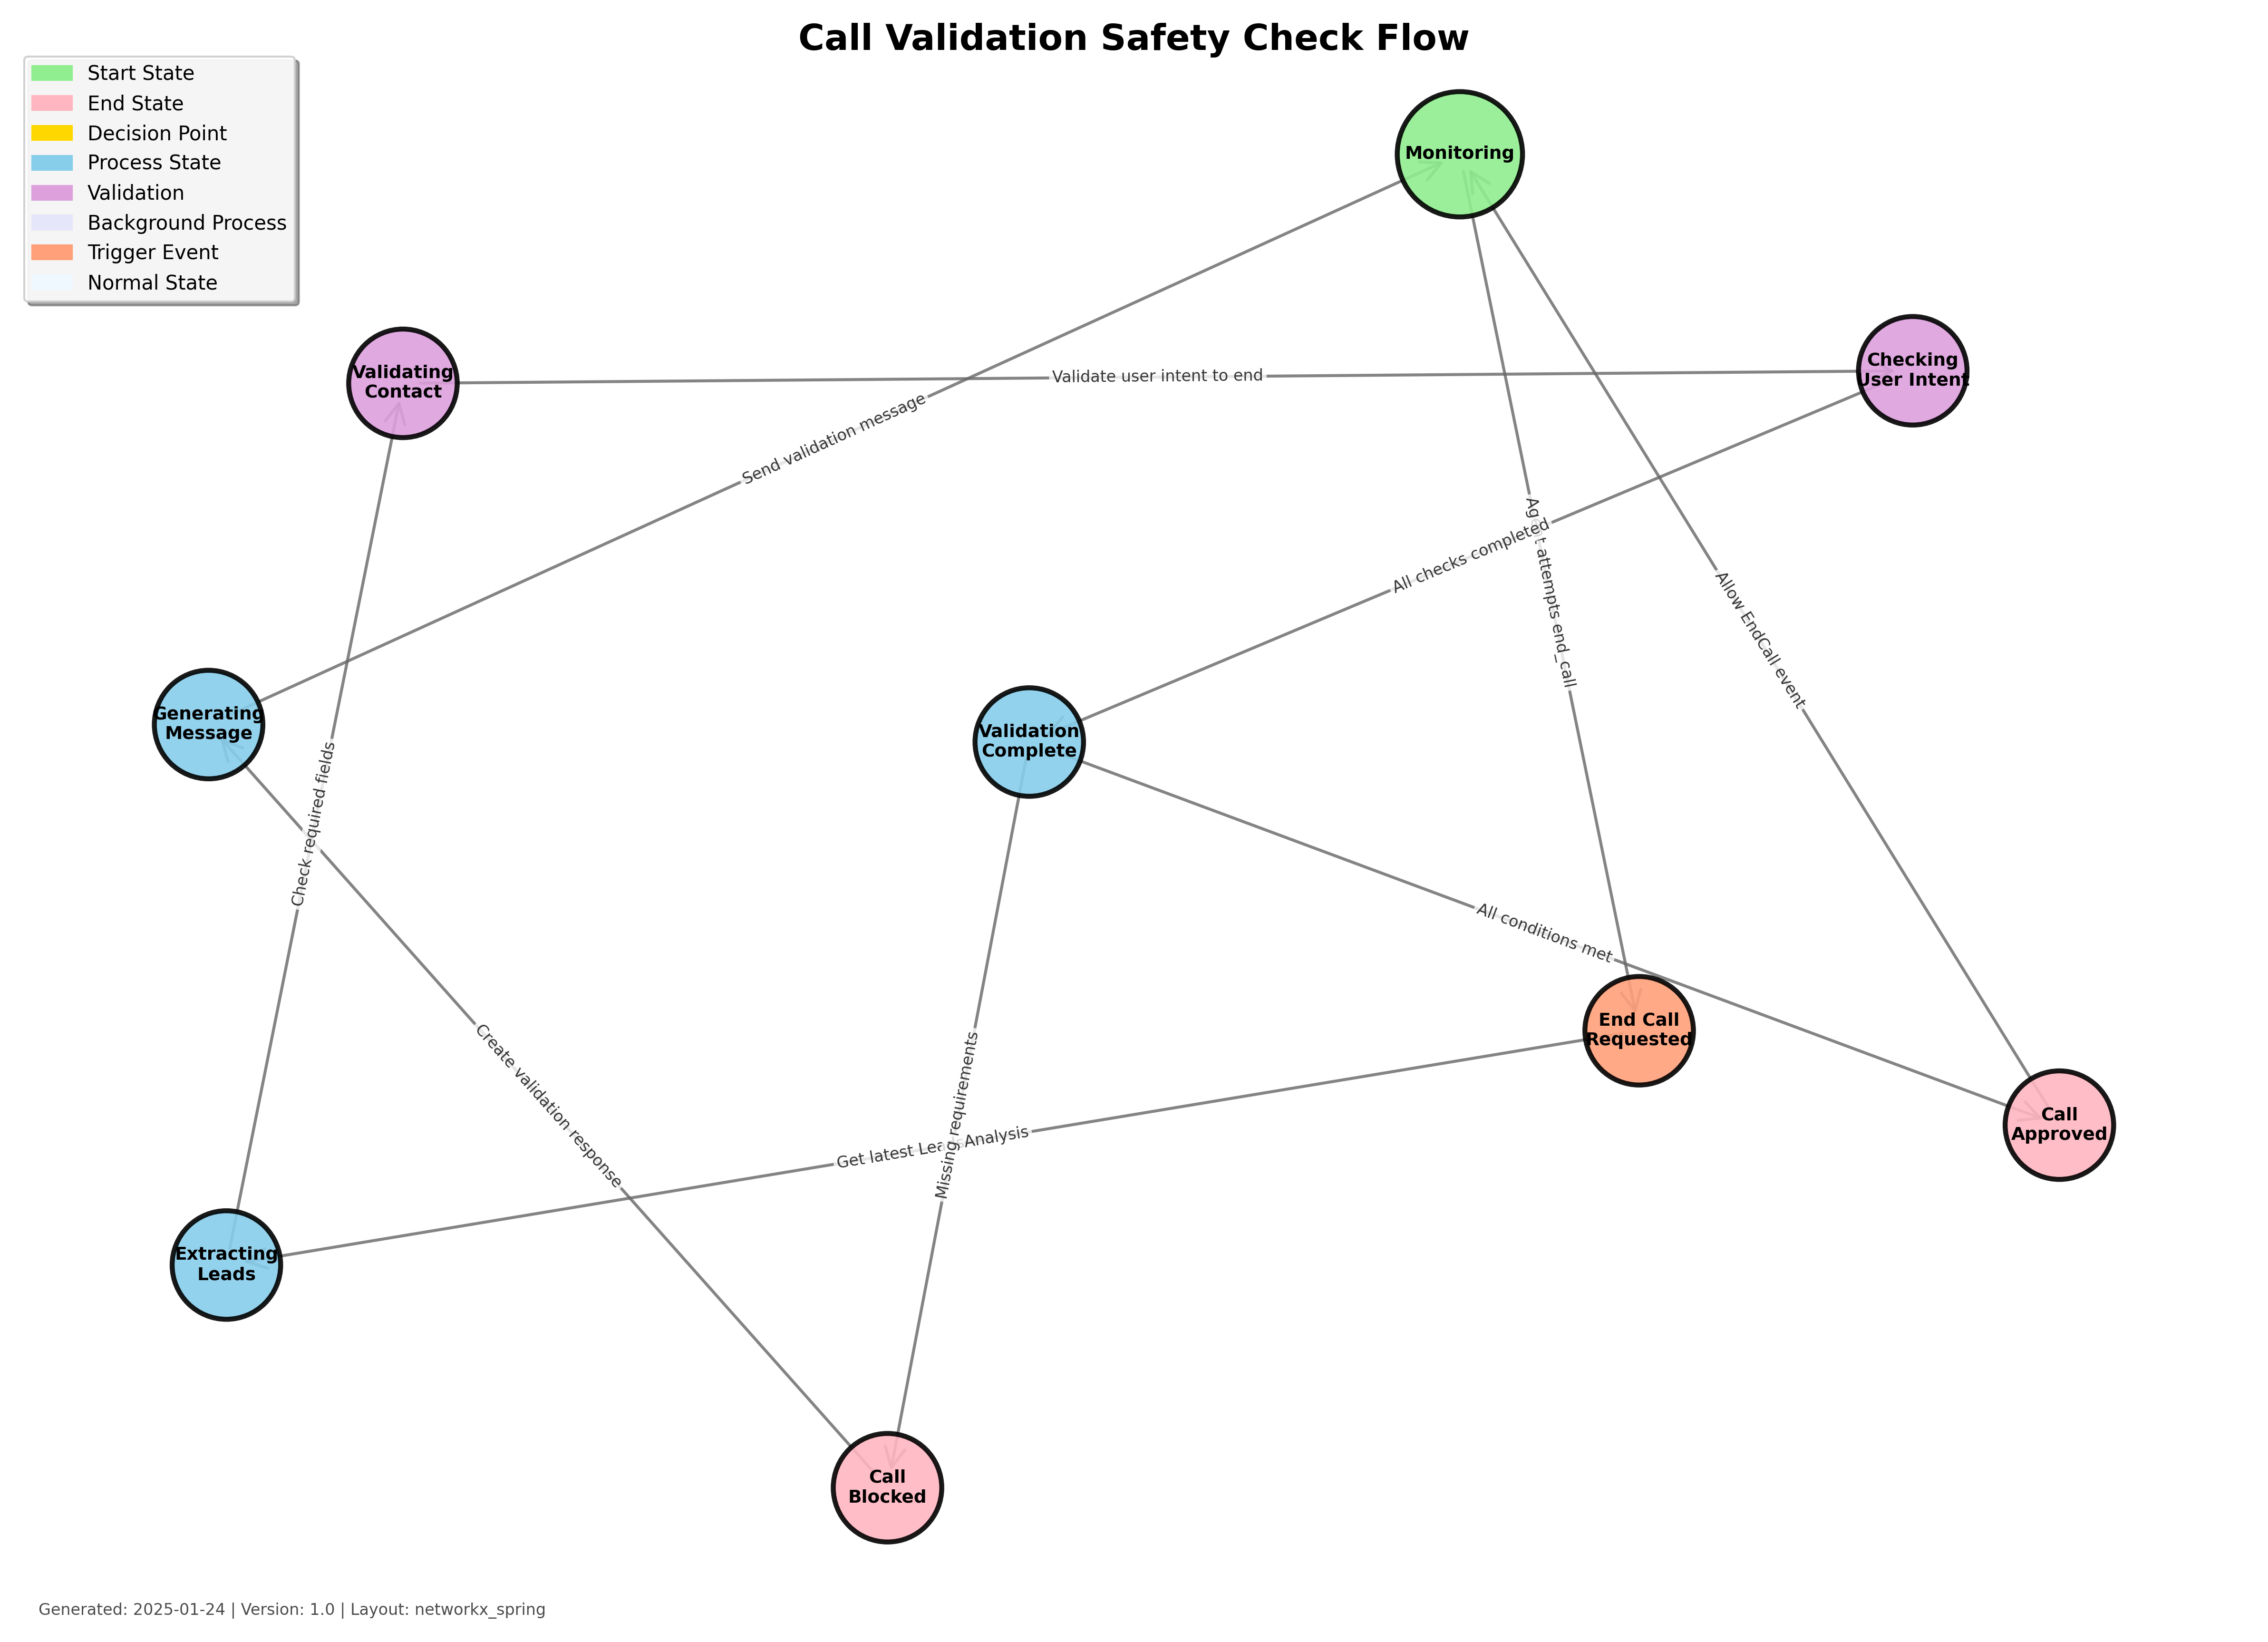 Call Validation Safety Check Flow
Start State
End State
Decision Point
Process State
Validation
Background Process
Trigger Event
Normal State
Monitoring
Validating
Contact
Validate user intent to end
Checking
User Intent
Send validation message
Agent attempts end_call
All checks completed
Allow EndCall event
Generating
Message
Validation
Complete
Check required fields
All conditions met
End Call
Requested
Create validation response
Missing requirements
Get latest LeadsAnalysis
Call
Approved
Extracting
Leads
Call
Blocked
Generated: 2025-01-24 | Version: 1.0 | Layout: networkx_spring